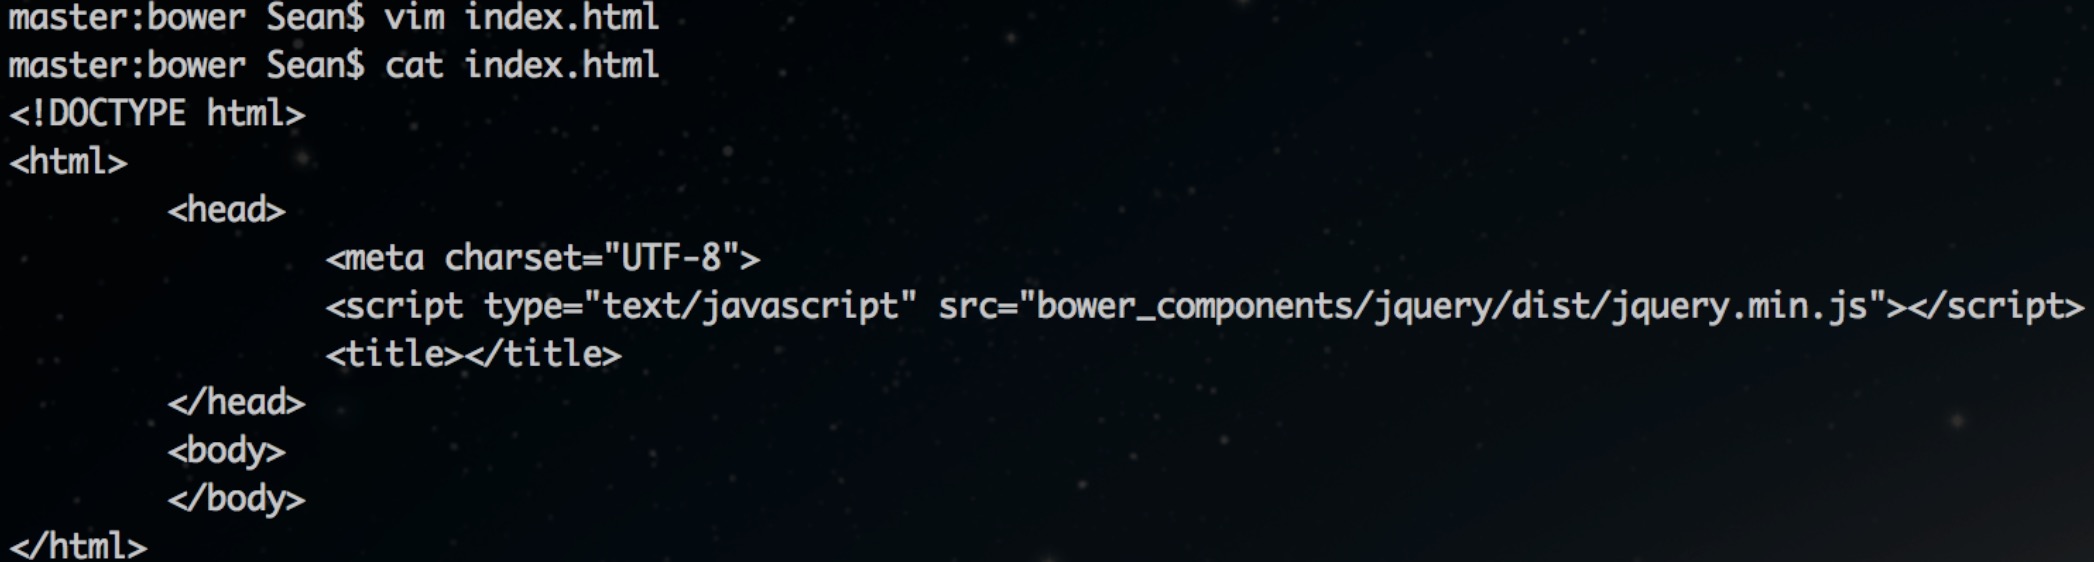 master:bower Sean$ vim index.html
master:bower Sean$ cat index.html
<!DOCTYPE html>
<html>
        <head>
                <meta charset="UTF-8">
                <script type="text/javascript" src="bower_components/jquery/dist/jquery.min.js"></script>
                <title></title>
        </head>
        <body>
        </body>
</html>